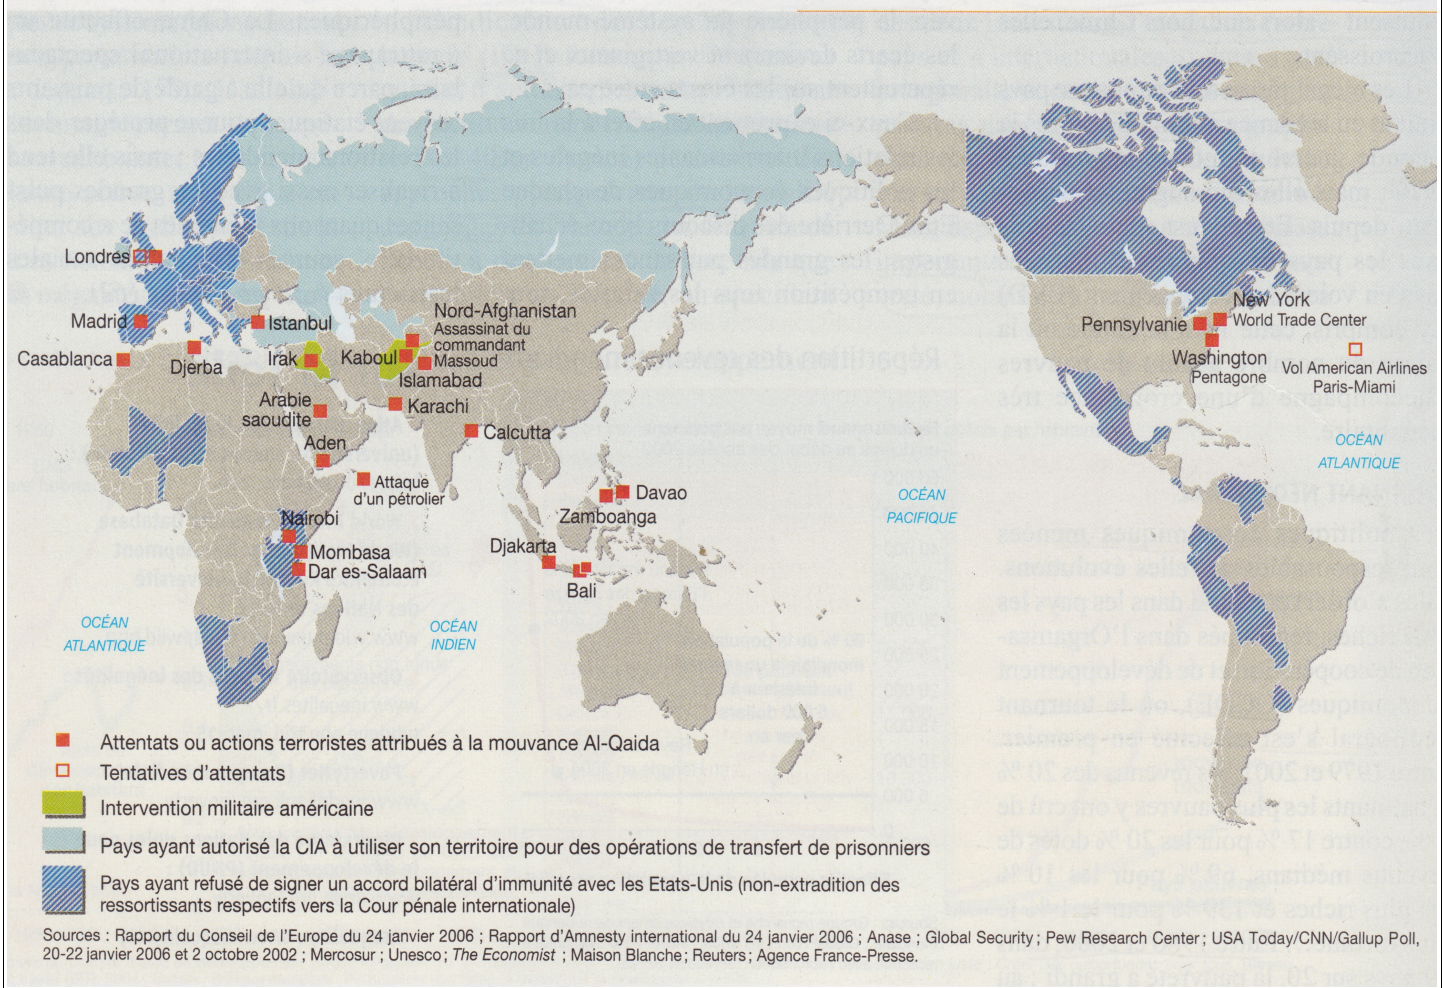 Londres
Madrid
Casablanca
Djerba
Istanbul
Irak
Kaboul
Nord-Afghanistan
Assassinat du
commandant
Massoud
Islamabad
Karachi
Calcutta
Arabie
saoudite
Aden
Attaque
d'un pétrolier
Nairobi
Mombasa
Dar es-Salaam
Davao
Zamboanga
Djakarta
Bali
New York
World Trade Center
Pennsylvanie
Washington
Pentagone
Vol American Airlines
Paris-Miami
OCÉAN
ATLANTIQUE
OCÉAN
PACIFIQUE
OCÉAN
ATLANTIQUE
OCÉAN
INDIEN
Attentats ou actions terroristes attribués à la mouvance Al-Qaida
Tentatives d'attentats
Intervention militaire américaine
Pays ayant autorisé la CIA à utiliser son territoire pour des opérations de transfert de prisonniers
Pays ayant refusé de signer un accord bilatéral d'immunité avec les Etats-Unis (non-extradition des
ressortissants respectifs vers la Cour pénale internationale)
Sources : Rapport du Conseil de l'Europe du 24 janvier 2006 ; Rapport d'Amnesty international du 24 janvier 2006 ; Anase ; Global Security ; Pew Research Center ; USA Today/CNN/Gallup Poll,
20-22 janvier 2006 et 2 octobre 2002 ; Mercosur ; Unesco ; The Economist ; Maison Blanche ; Reuters ; Agence France-Presse.